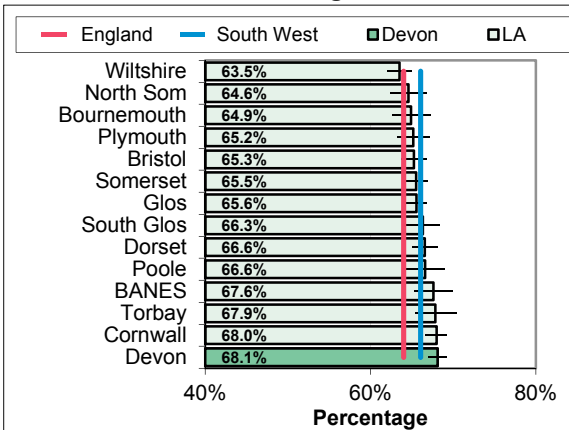 England South West Devon LA
Wiltshire 63.5%
North Som 64.6%
Bournemouth 64.9%
Plymouth 65.2%
Bristol 65.3%
Somerset 65.5%
Glos 65.6%
South Glos 66.3%
Dorset 66.6%
Poole 66.6%
BANES 67.6%
Torbay 67.9%
Cornwall 68.0%
Devon 68.1%
40% 60% 80%
Percentage